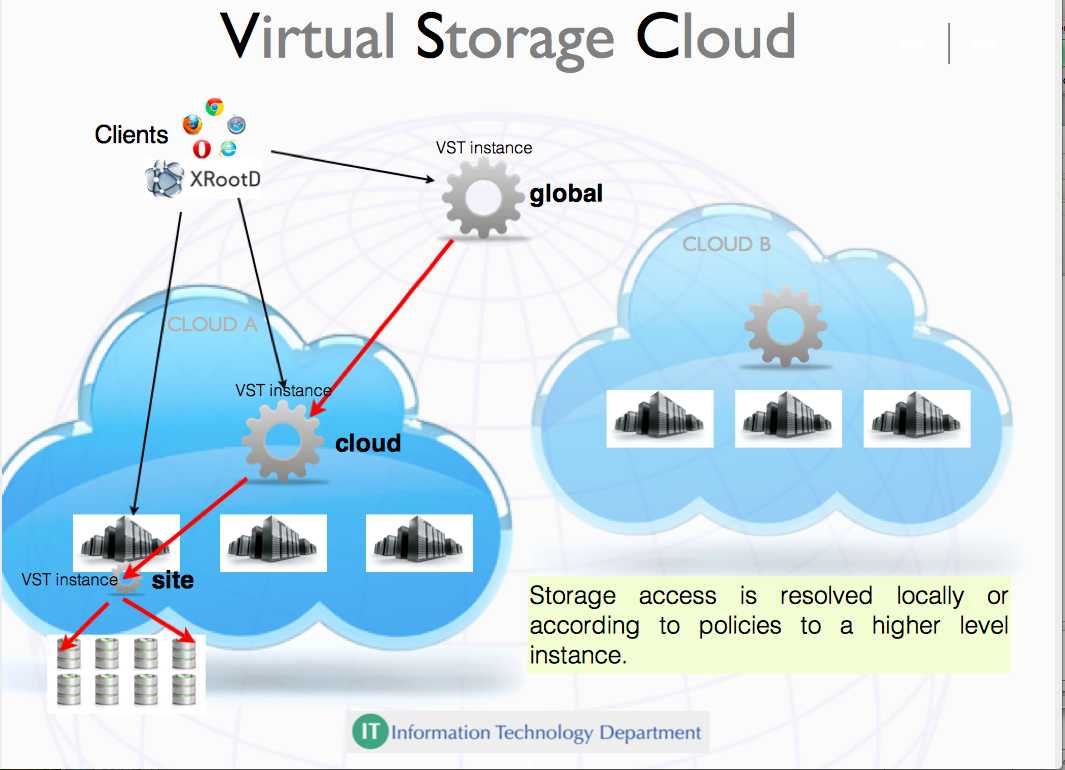 Virtual Storage Cloud
Clients
XRootD
VST instance
global
CLOUD B
CLOUD A
VST instance
cloud
VST instance
site
Storage access is resolved locally or
according to policies to a higher level
instance.
IT Information Technology Department